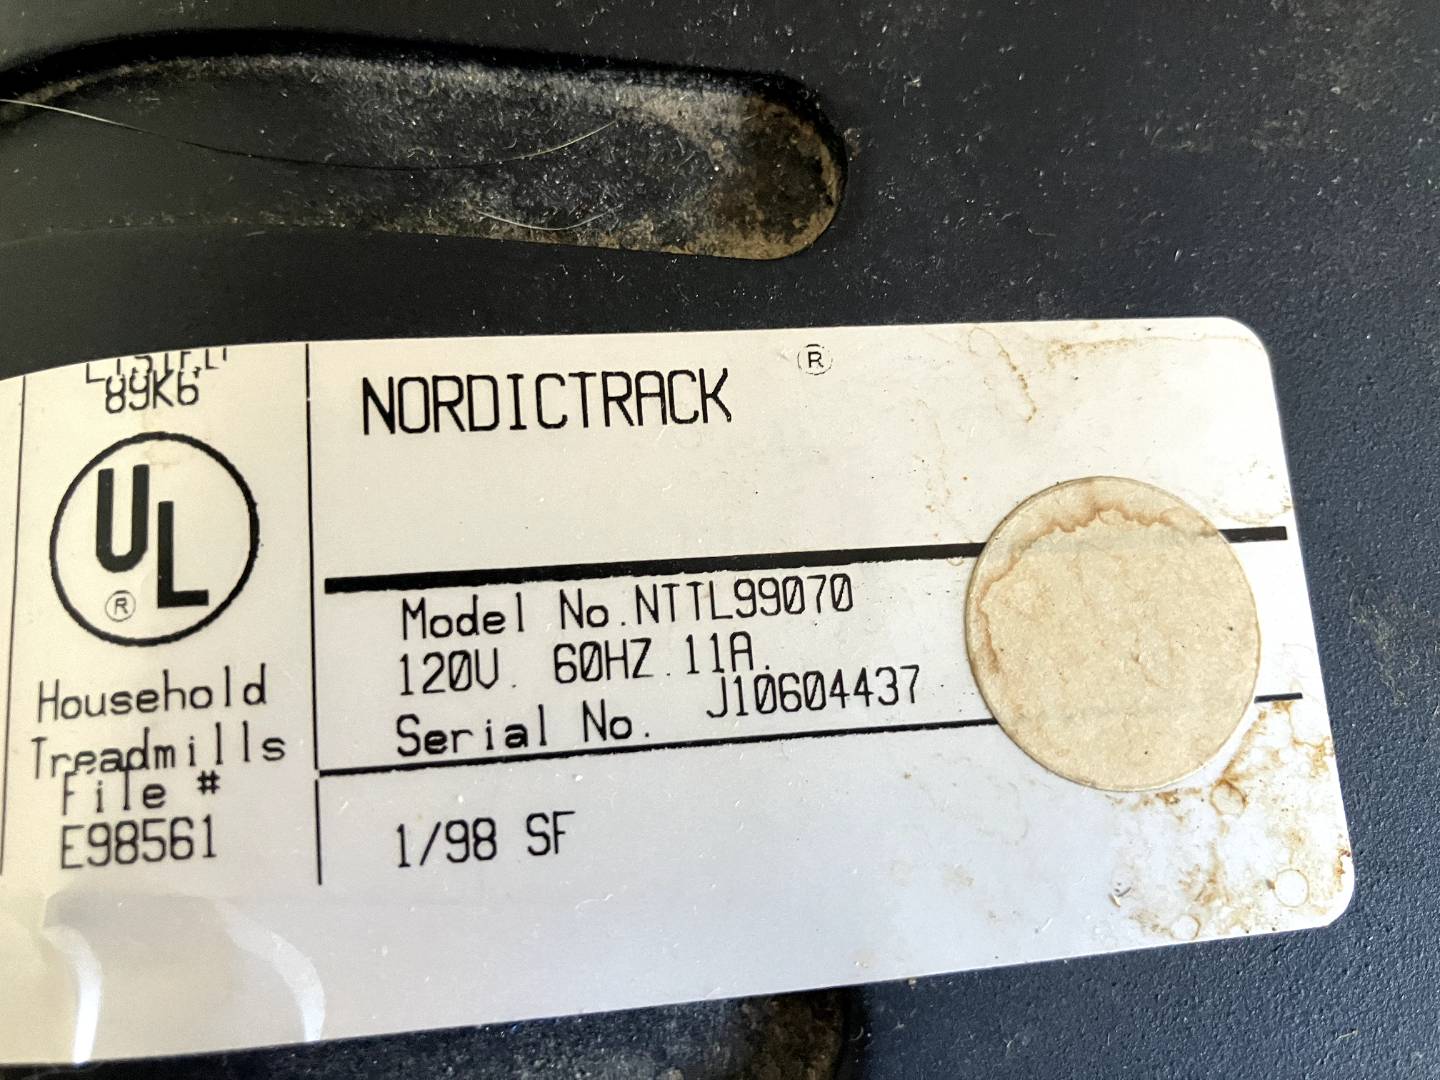 89K6
UL
®
Household
Treadmills
File #
E98561
NORDICTRACK ®
Model No.NTTL99070
120V. 60HZ.11A.
Serial No. J10604437
1/98 SF